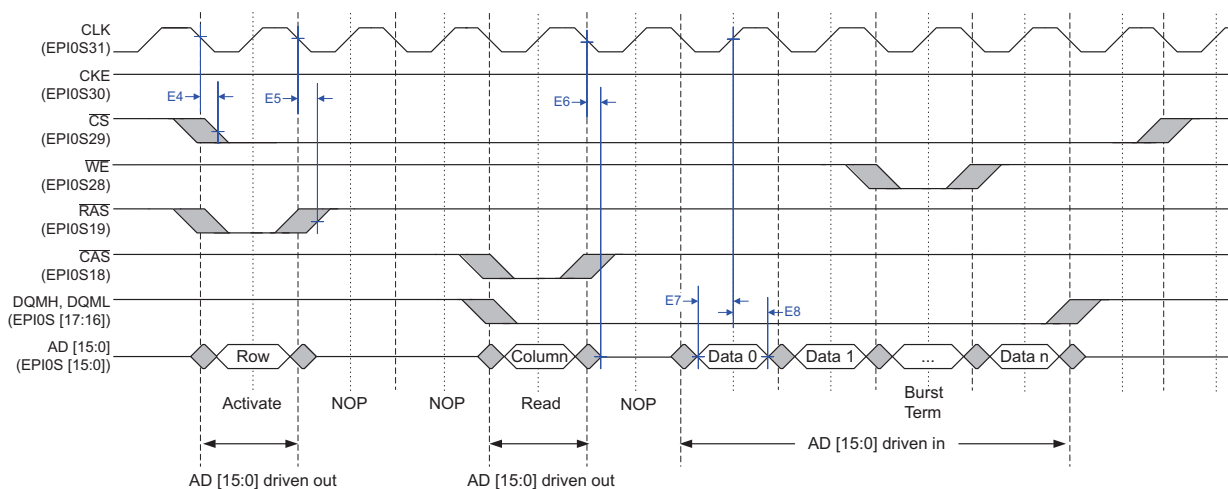 CLK
(EPI0S31)
CKE
(EPI0S30)
E4
E5
E6
CS
(EPI0S29)
WE
(EPI0S28)
RAS
(EPI0S19)
CAS
(EPI0S18)
DQMH, DQML
(EPI0S [17:16])
E7
E8
AD [15:0]
(EPI0S [15:0])
Row
Column
Data 0
Data 1
...
Data n
Activate
NOP
NOP
Read
NOP
Burst
Term
AD [15:0] driven in
AD [15:0] driven out
AD [15:0] driven out